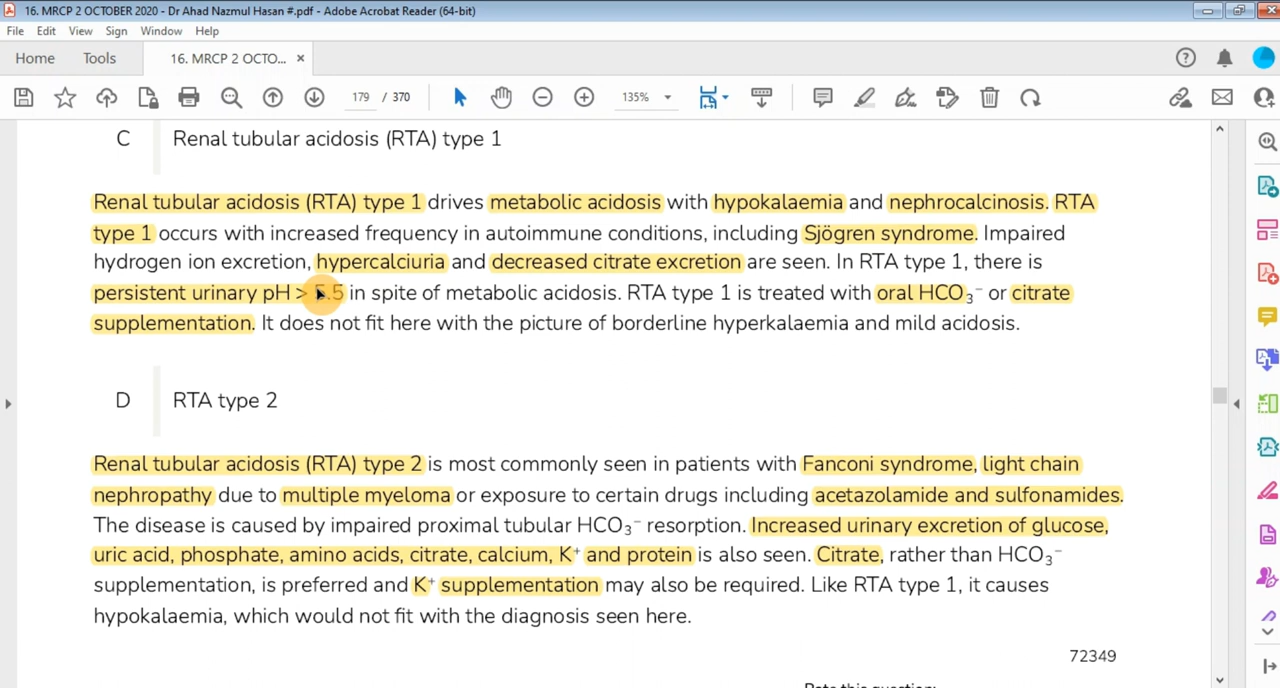 16. MRCP 2 OCTOBER 2020 - Dr Ahad Nazmul Hasan #.pdf - Adobe Acrobat Reader (64-bit)
File Edit View Sign Window Help
Home Tools 16. MRCP 2 OCTO... ×
179 / 370 135%
C Renal tubular acidosis (RTA) type 1
Renal tubular acidosis (RTA) type 1 drives metabolic acidosis with hypokalaemia and nephrocalcinosis. RTA
type 1 occurs with increased frequency in autoimmune conditions, including Sjögren syndrome. Impaired
hydrogen ion excretion, hypercalciuria and decreased citrate excretion are seen. In RTA type 1, there is
persistent urinary pH > 5.5 in spite of metabolic acidosis. RTA type 1 is treated with oral HCO₃⁻ or citrate
supplementation. It does not fit here with the picture of borderline hyperkalaemia and mild acidosis.
D RTA type 2
Renal tubular acidosis (RTA) type 2 is most commonly seen in patients with Fanconi syndrome, light chain
nephropathy due to multiple myeloma or exposure to certain drugs including acetazolamide and sulfonamides.
The disease is caused by impaired proximal tubular HCO₃⁻ resorption. Increased urinary excretion of glucose,
uric acid, phosphate, amino acids, citrate, calcium, K⁺ and protein is also seen. Citrate, rather than HCO₃⁻
supplementation, is preferred and K⁺ supplementation may also be required. Like RTA type 1, it causes
hypokalaemia, which would not fit with the diagnosis seen here.
72349
Rate this question: